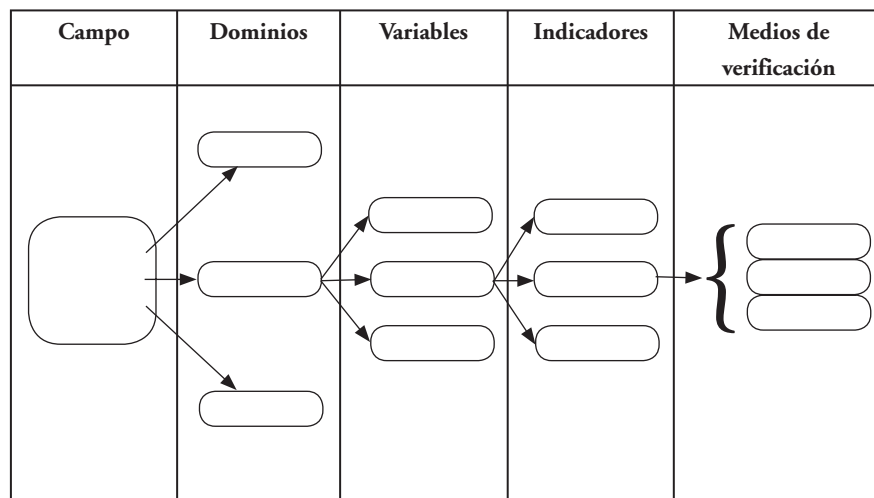 Campo
Dominios
Variables
Indicadores
Medios de
verificación